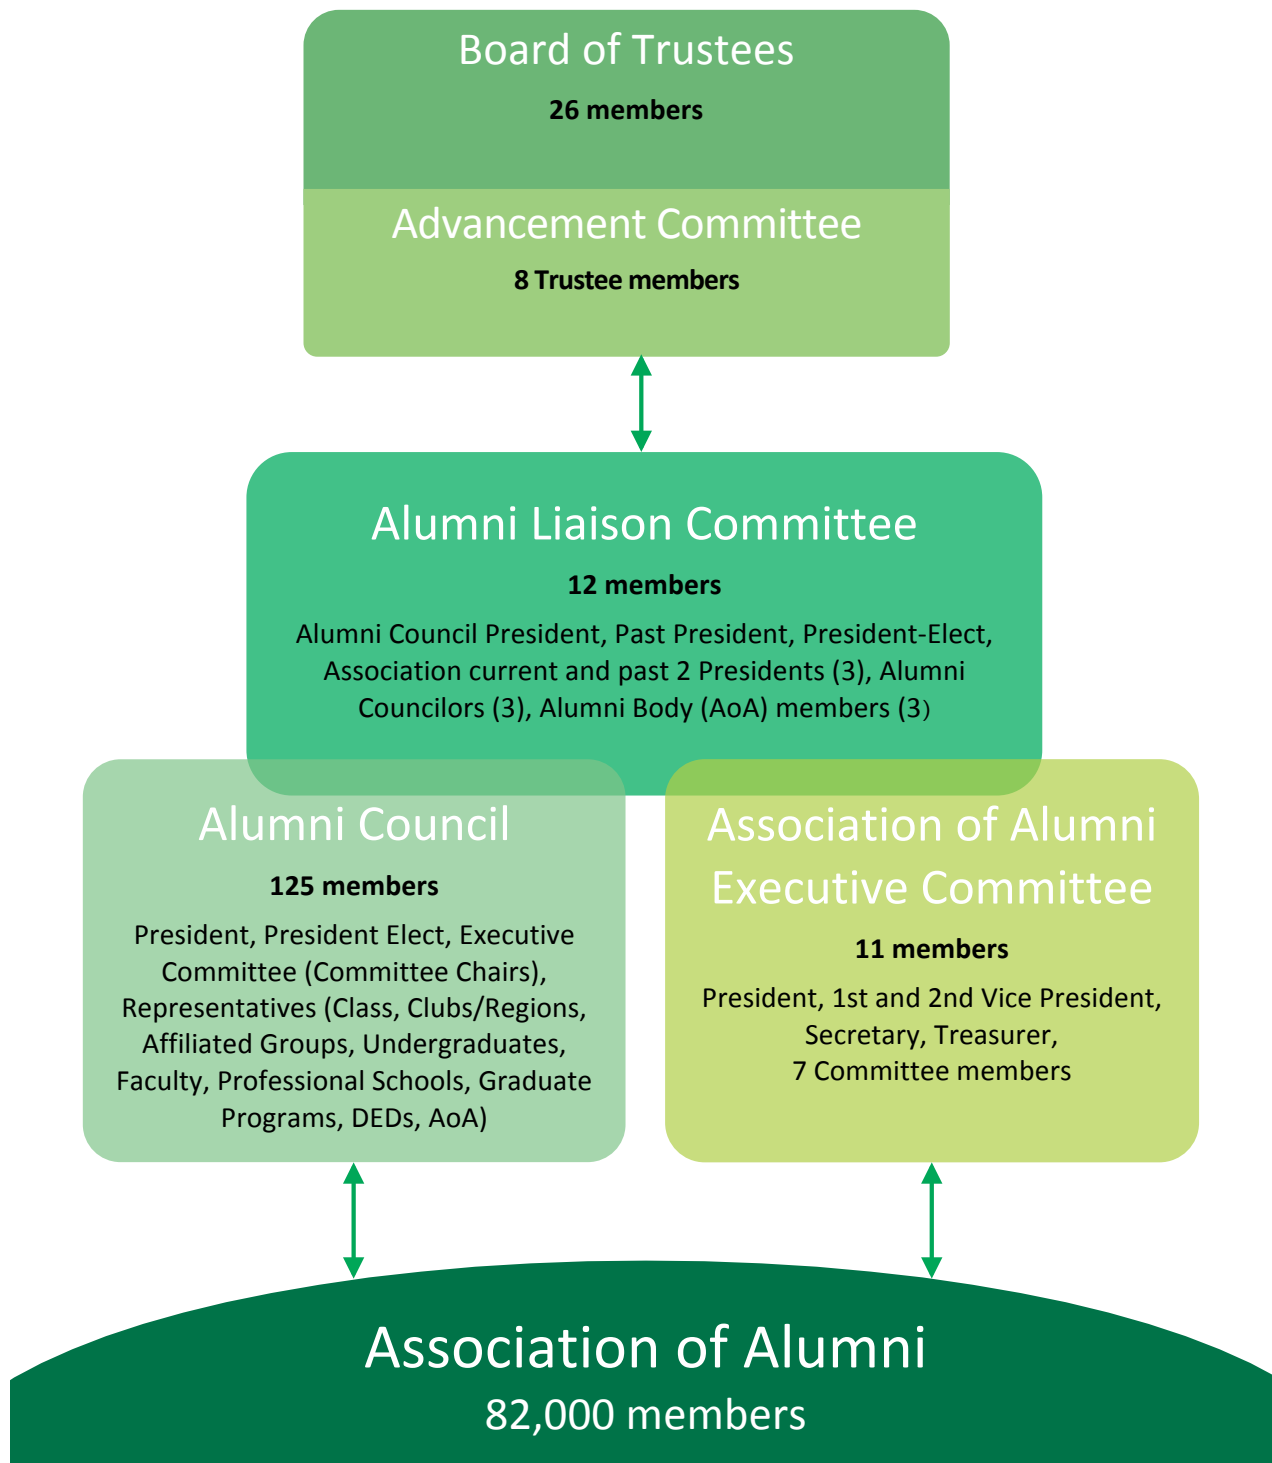 Board of Trustees
26 members
Advancement Committee
8 Trustee members
Alumni Liaison Committee
12 members
Alumni Council President, Past President, President-Elect,
Association current and past 2 Presidents (3), Alumni
Councilors (3), Alumni Body (AoA) members (3)
Alumni Council
125 members
President, President Elect, Executive
Committee (Committee Chairs),
Representatives (Class, Clubs/Regions,
Affiliated Groups, Undergraduates,
Faculty, Professional Schools, Graduate
Programs, DEDs, AoA)
Association of Alumni
Executive Committee
11 members
President, 1st and 2nd Vice President,
Secretary, Treasurer,
7 Committee members
Association of Alumni
82,000 members